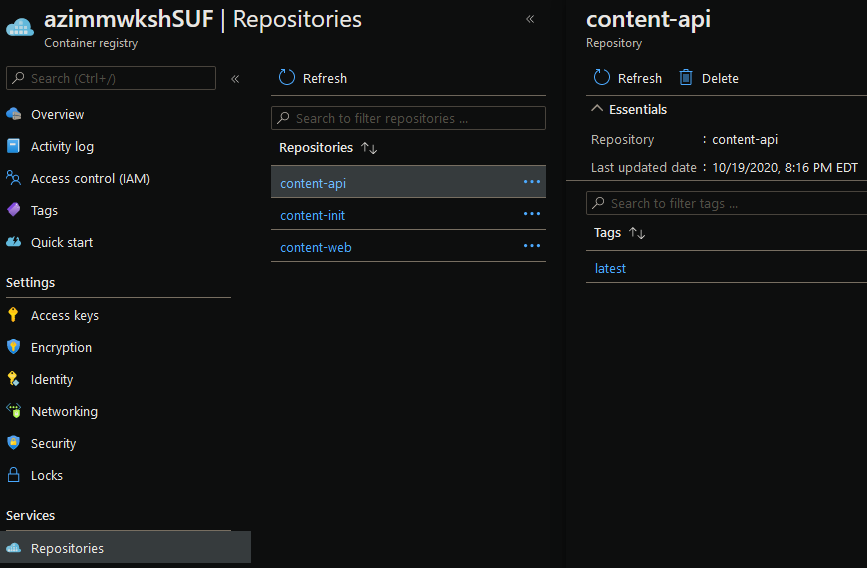 azimmwkshSUF | Repositories
Container registry
Search (Ctrl+/)
Overview
Activity log
Access control (IAM)
Tags
Quick start
Settings
Access keys
Encryption
Identity
Networking
Security
Locks
Services
Repositories
Refresh
Search to filter repositories ...
Repositories
content-api
content-init
content-web
content-api
Repository
Refresh Delete
Essentials
Repository : content-api
Last updated date : 10/19/2020, 8:16 PM EDT
Search to filter tags ...
Tags
latest